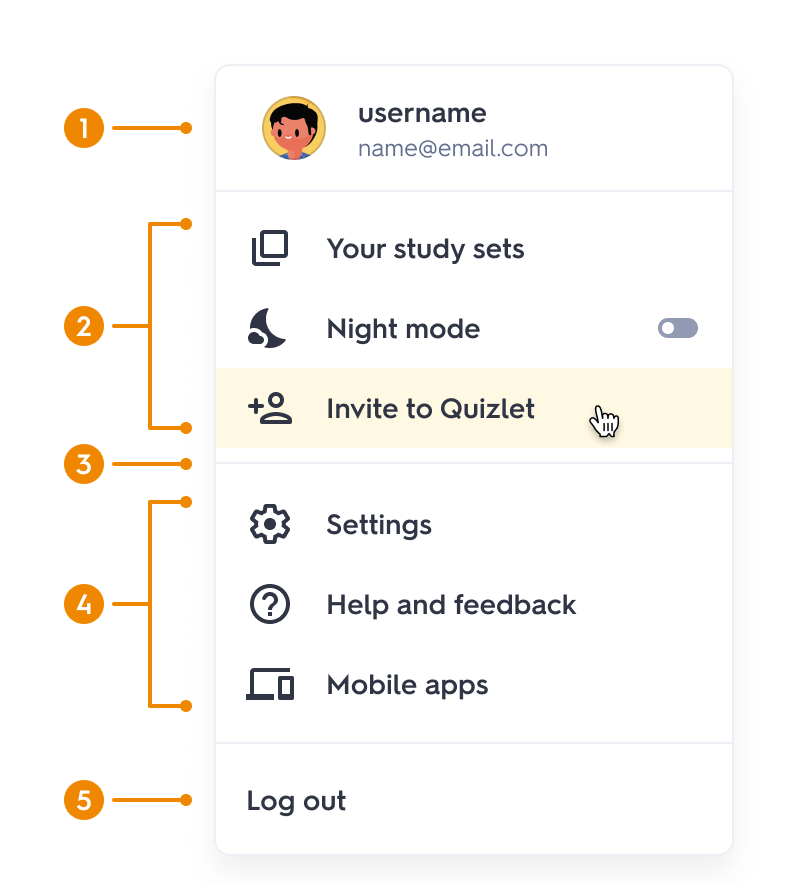 1
username
name@email.com
2
Your study sets
Night mode
Invite to Quizlet
3
4
Settings
Help and feedback
Mobile apps
5
Log out